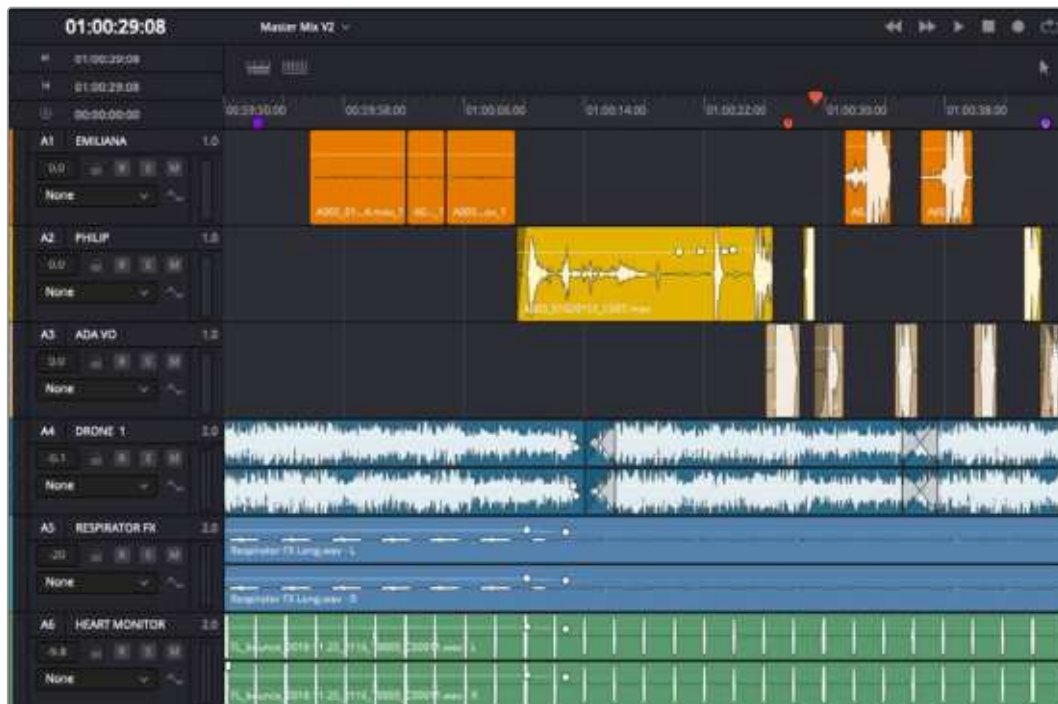 01:00:29:08 Master Mix V2
01:00:29:08
01:00:29:08
00:00:00:00
00:59:50:00 00:59:58:00 01:00:06:00 01:00:14:00 01:00:22:00 01:00:30:00 01:00:38:00
A1 EMILIANA 1.0
0.0 R S M
None
A2 PHILIP 1.0
0.0 R S M
None
A3 ADA VO 1.0
0.0 R S M
None
A4 DRONE 1 2.0
-6.1 R S M
None
A5 RESPIRATOR FX 2.0
-20 R S M
None
Respirator FX Long.wav - L
Respirator FX Long.wav - R
A6 HEART MONITOR 2.0
-9.8 R S M
None